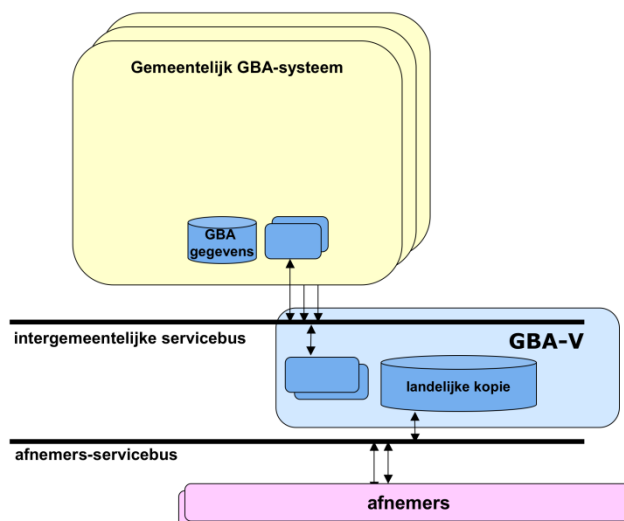 Gemeentelijk GBA-systeem
GBA
gegevens
intergemeentelijke servicebus
GBA-V
landelijke kopie
afnemers-servicebus
afnemers